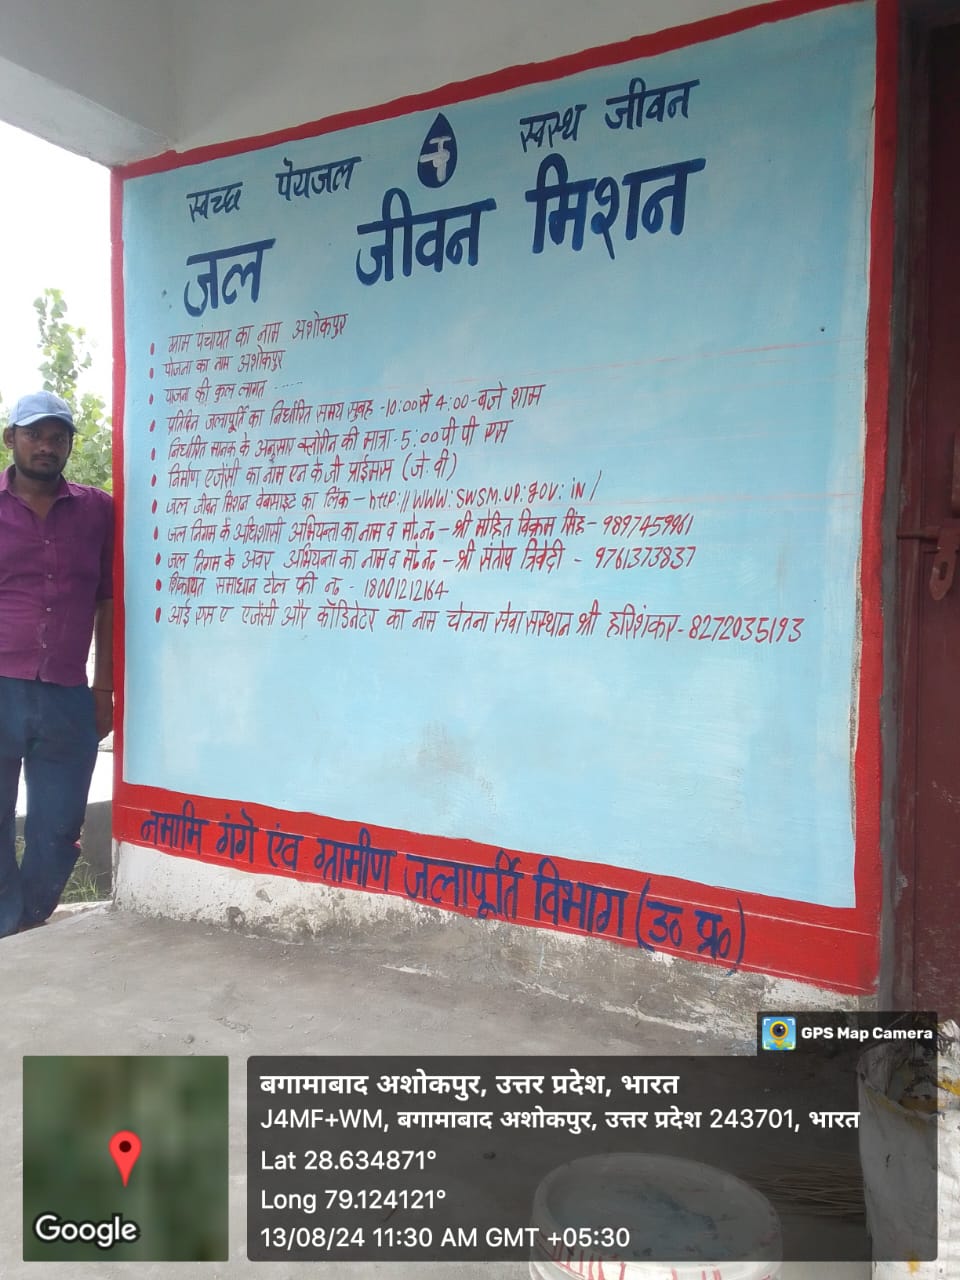 स्वच्छ पेयजल स्वस्थ जीवन
जल जीवन मिशन
• ग्राम पंचायत का नाम अशोकपुर
• योजना का नाम अशोकपुर
• योजना की कुल लागत ......
• प्रतिदिन जलापूर्ति का निर्धारित समय सुबह -10:00 से 4:00-बजे शाम
• निर्धारित मानक के अनुसार क्लोरीन की मात्रा - 5:00 पी पी एम
• निर्माण एजेंसी का नाम एन के जी प्राईमस (जे.वी)
• जल जीवन मिशन वेबसाइट का लिंक - http://www.swsm.up.gov.in/
• जल निगम के अधिशासी अभियन्ता का नाम व मो.न.- श्री मोहित विक्रम सिंह- 9897459961
• जल निगम के अवर अभियन्ता का नाम व मो.न.- श्री संतोष त्रिवेदी - 9761373837
• शिकायत समाधान टोल फ्री न. - 18001212164
• आई एस ए एजेंसी और कॉडिनेटर का नाम चेतना सेवा सस्थान श्री हरिशंकर- 8272035193
नमामि गंगे एंव ग्रामीण जलापूर्ति विभाग (उ० प्र०)
GPS Map Camera
बगामाबाद अशोकपुर, उत्तर प्रदेश, भारत
J4MF+WM, बगामाबाद अशोकपुर, उत्तर प्रदेश 243701, भारत
Lat 28.634871°
Long 79.124121°
13/08/24 11:30 AM GMT +05:30
Google